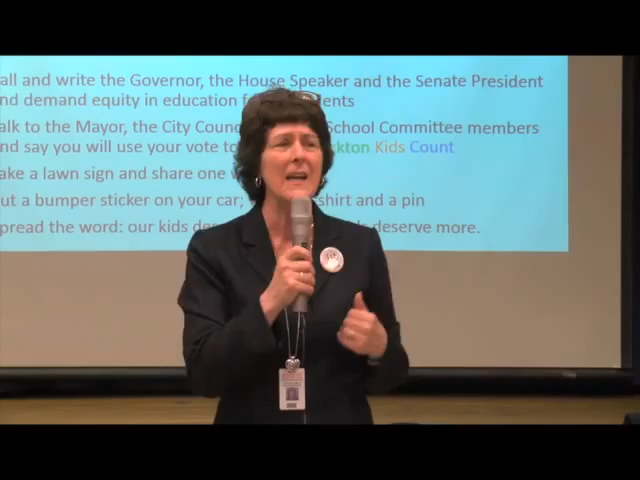 all and write the Governor, the House Speaker and the Senate President
nd demand equity in education f dents
alk to the Mayor, the City Counc School Committee members
nd say you will use your vote to ckton Kids Count
ake a lawn sign and share one w
ut a bumper sticker on your car; shirt and a pin
pread the word: our kids des deserve more.